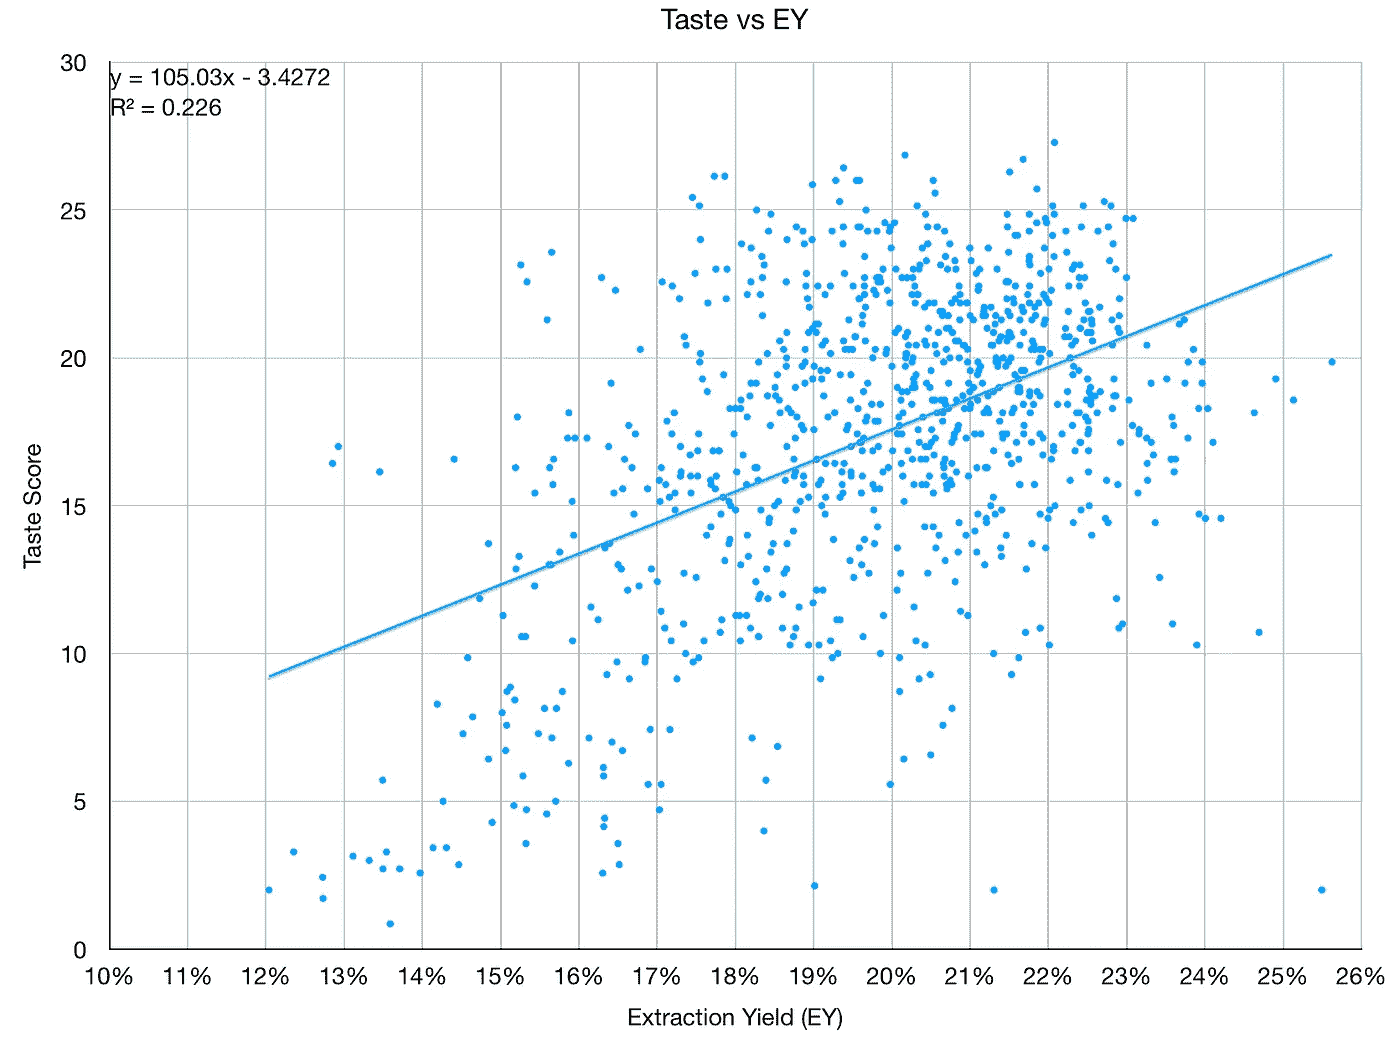 Taste vs EY
30
y = 105.03x - 3.4272
R² = 0.226
25
20
15
10
5
0
Taste Score
10% 11% 12% 13% 14% 15% 16% 17% 18% 19% 20% 21% 22% 23% 24% 25% 26%
Extraction Yield (EY)